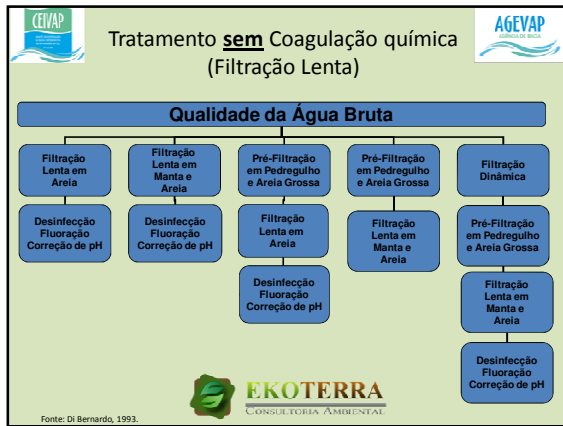 CEIVAP
Tratamento sem Coagulação química
(Filtração Lenta)
AGEVAP
AGÊNCIA DE BACIA
Qualidade da Água Bruta
Filtração
Lenta em
Areia
Desinfecção
Fluoração
Correção de pH
Filtração
Lenta em
Manta e
Areia
Desinfecção
Fluoração
Correção de pH
Pré-Filtração
em Pedregulho
e Areia Grossa
Filtração
Lenta em
Areia
Desinfecção
Fluoração
Correção de pH
Pré-Filtração
em Pedregulho
e Areia Grossa
Filtração
Lenta em
Manta e
Areia
Filtração
Dinâmica
Pré-Filtração
em Pedregulho
e Areia Grossa
Filtração
Lenta em
Manta e
Areia
Desinfecção
Fluoração
Correção de pH
EKOTERRA
CONSULTORIA AMBIENTAL
Fonte: Di Bernardo, 1993.